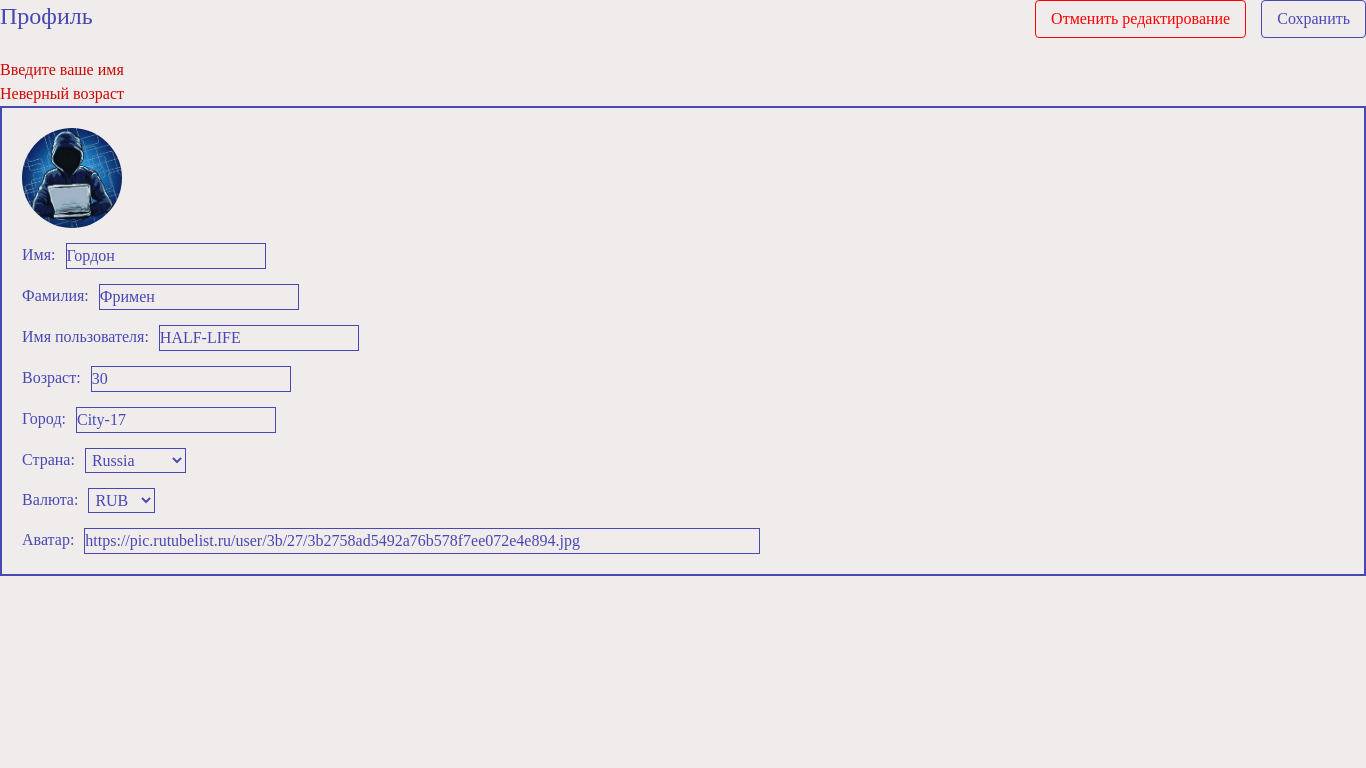 Профиль
Отменить редактирование
Сохранить
Введите ваше имя
Неверный возраст
Имя: Гордон
Фамилия: Фримен
Имя пользователя: HALF-LIFE
Возраст: 30
Город: City-17
Страна: Russia
Валюта: RUB
Аватар: https://pic.rutubelist.ru/user/3b/27/3b2758ad5492a76b578f7ee072e4e894.jpg